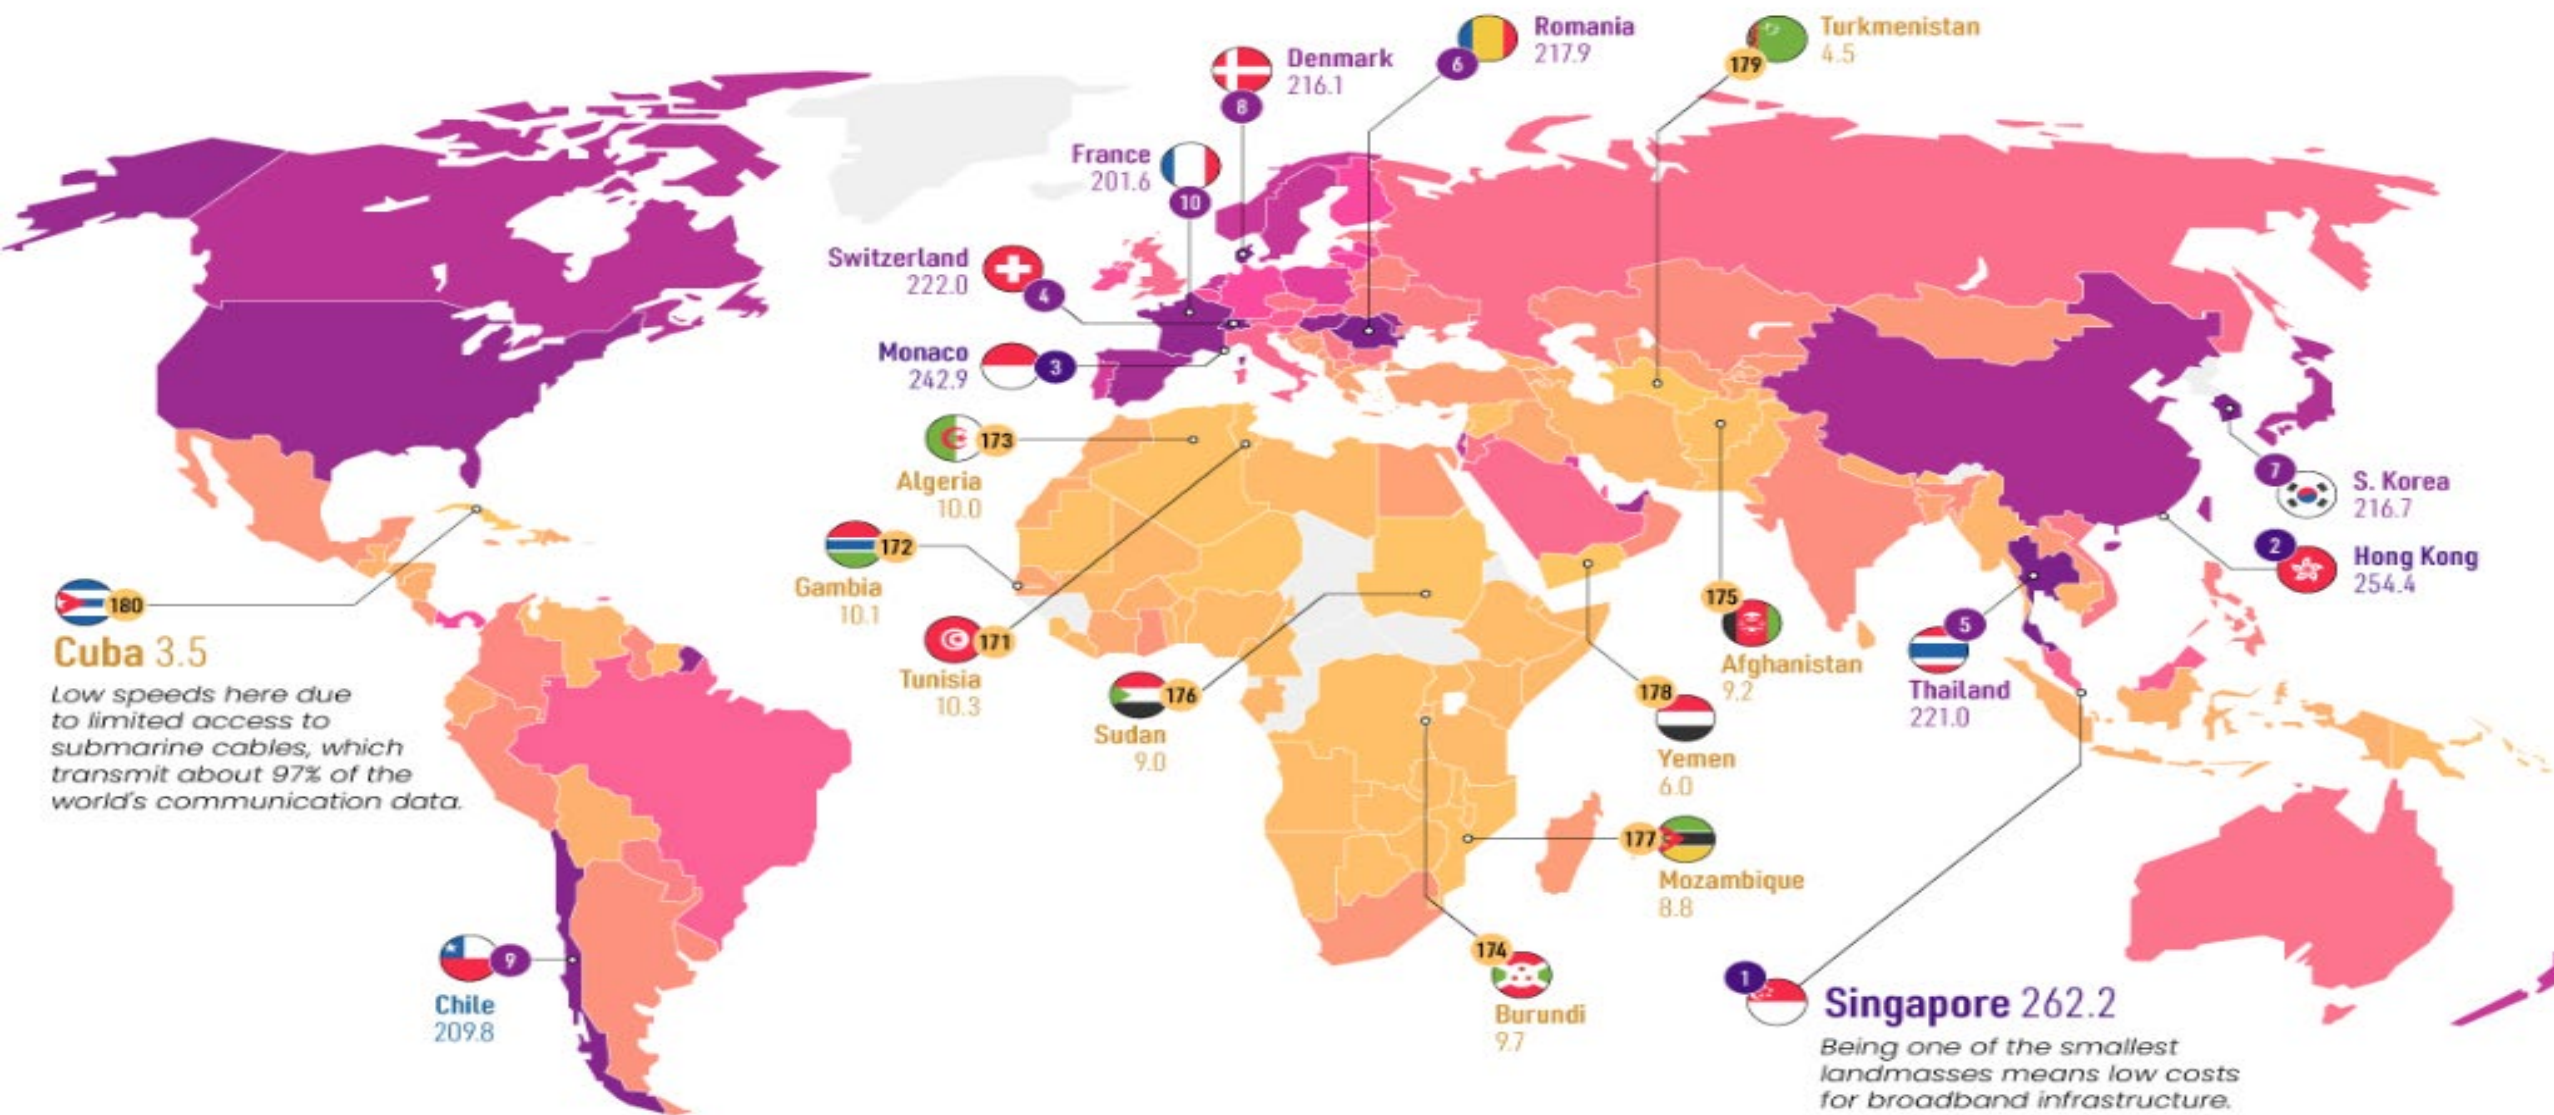 Romania
217.9
6
Turkmenistan
4.5
179
Denmark
216.1
8
France
201.6
10
Switzerland
222.0
4
Monaco
242.9
3
173
Algeria
10.0
172
Gambia
10.1
171
Tunisia
10.3
176
Sudan
9.0
180
Cuba 3.5
Low speeds here due
to limited access to
submarine cables, which
transmit about 97% of the
world's communication data.
9
Chile
209.8
7
S. Korea
216.7
2
Hong Kong
254.4
175
Afghanistan
9.2
5
Thailand
221.0
178
Yemen
6.0
177
Mozambique
8.8
174
Burundi
9.7
1
Singapore 262.2
Being one of the smallest
landmasses means low costs
for broadband infrastructure.